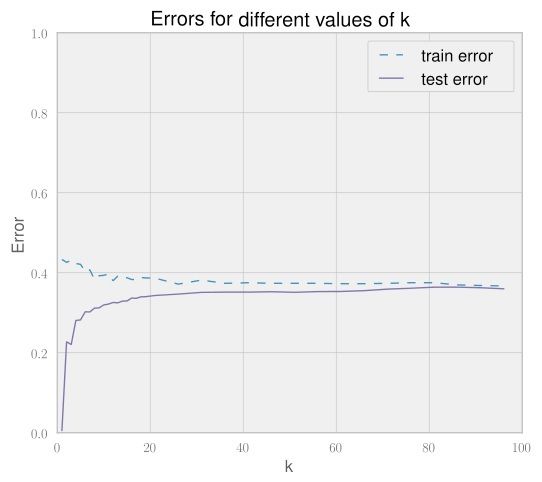 Errors for different values of k
1.0
0.8
0.6
0.4
0.2
0.0
Error
train error
test error
0 20 40 60 80 100
k